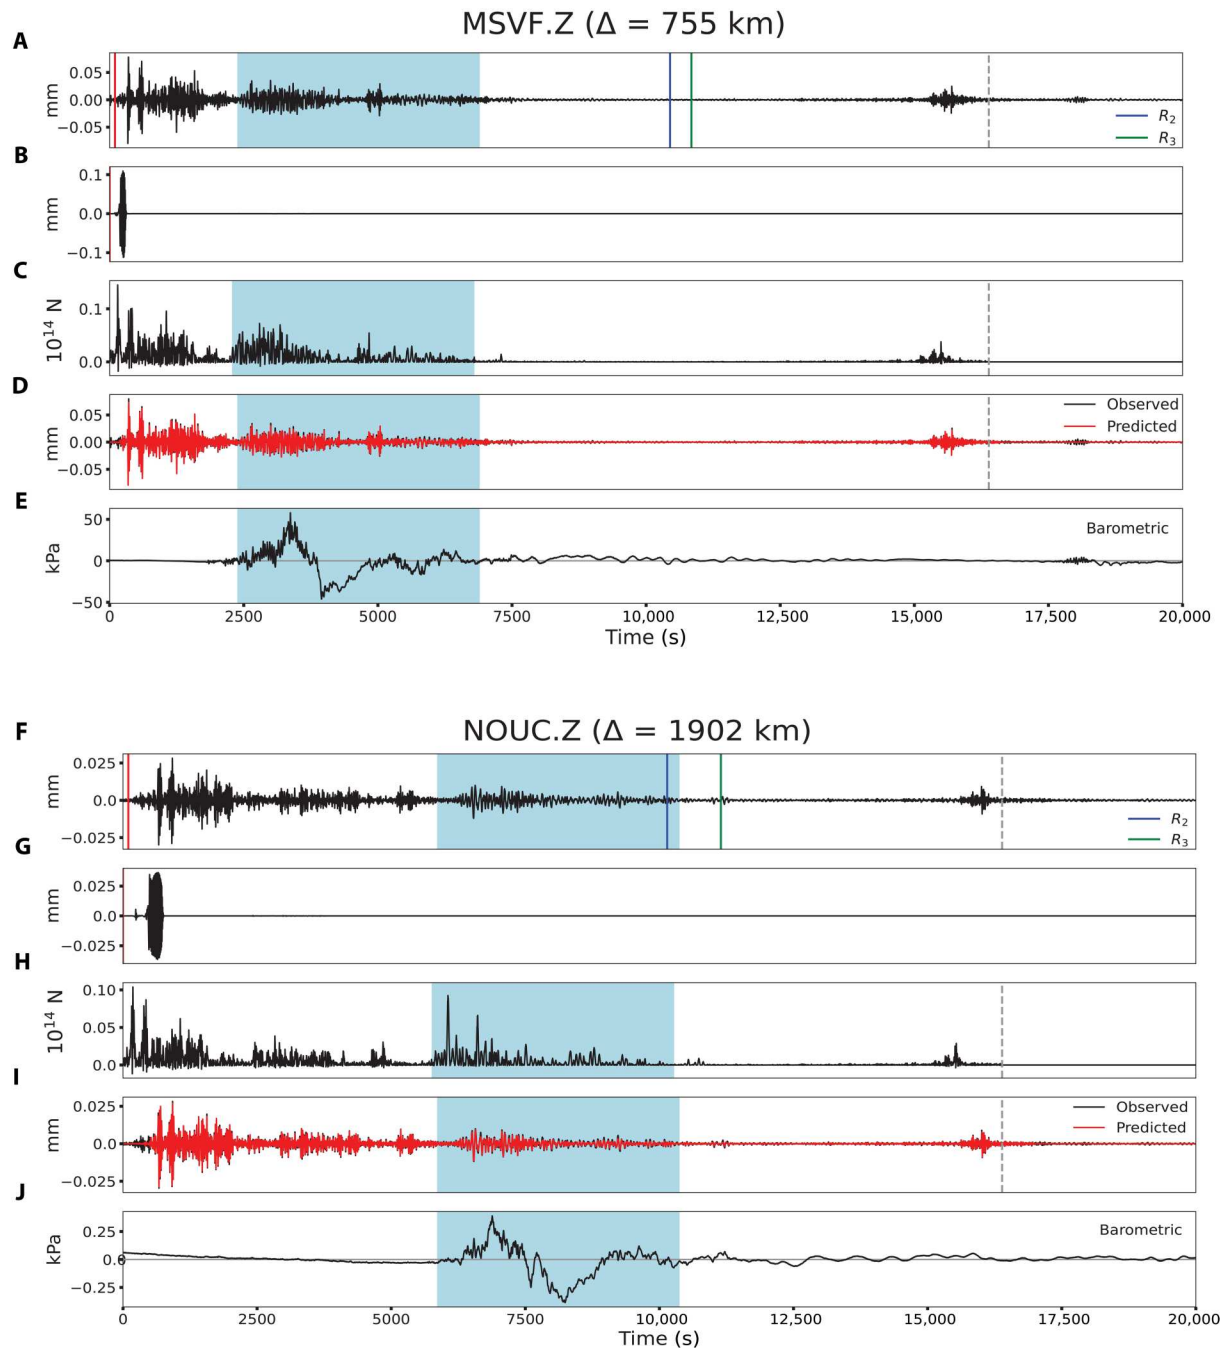 MSVF.Z (Δ = 755 km)
A
0.05
0.00
−0.05
mm
R₂
R₃
B
0.1
0.0
−0.1
mm
C
0.1
0.0
10¹⁴ N
D
0.05
0.00
−0.05
mm
Observed
Predicted
E
50
0
−50
kPa
Barometric
0 2500 5000 7500 10,000 12,500 15,000 17,500 20,000
Time (s)
F
NOUC.Z (Δ = 1902 km)
0.025
0.0
−0.025
mm
R₂
R₃
G
0.025
0.0
−0.025
mm
H
0.10
0.05
0.0
10¹⁴ N
I
0.025
0.0
−0.025
mm
Observed
Predicted
J
0.25
0.0
−0.25
kPa
Barometric
0 2500 5000 7500 10,000 12,500 15,000 17,500 20,000
Time (s)